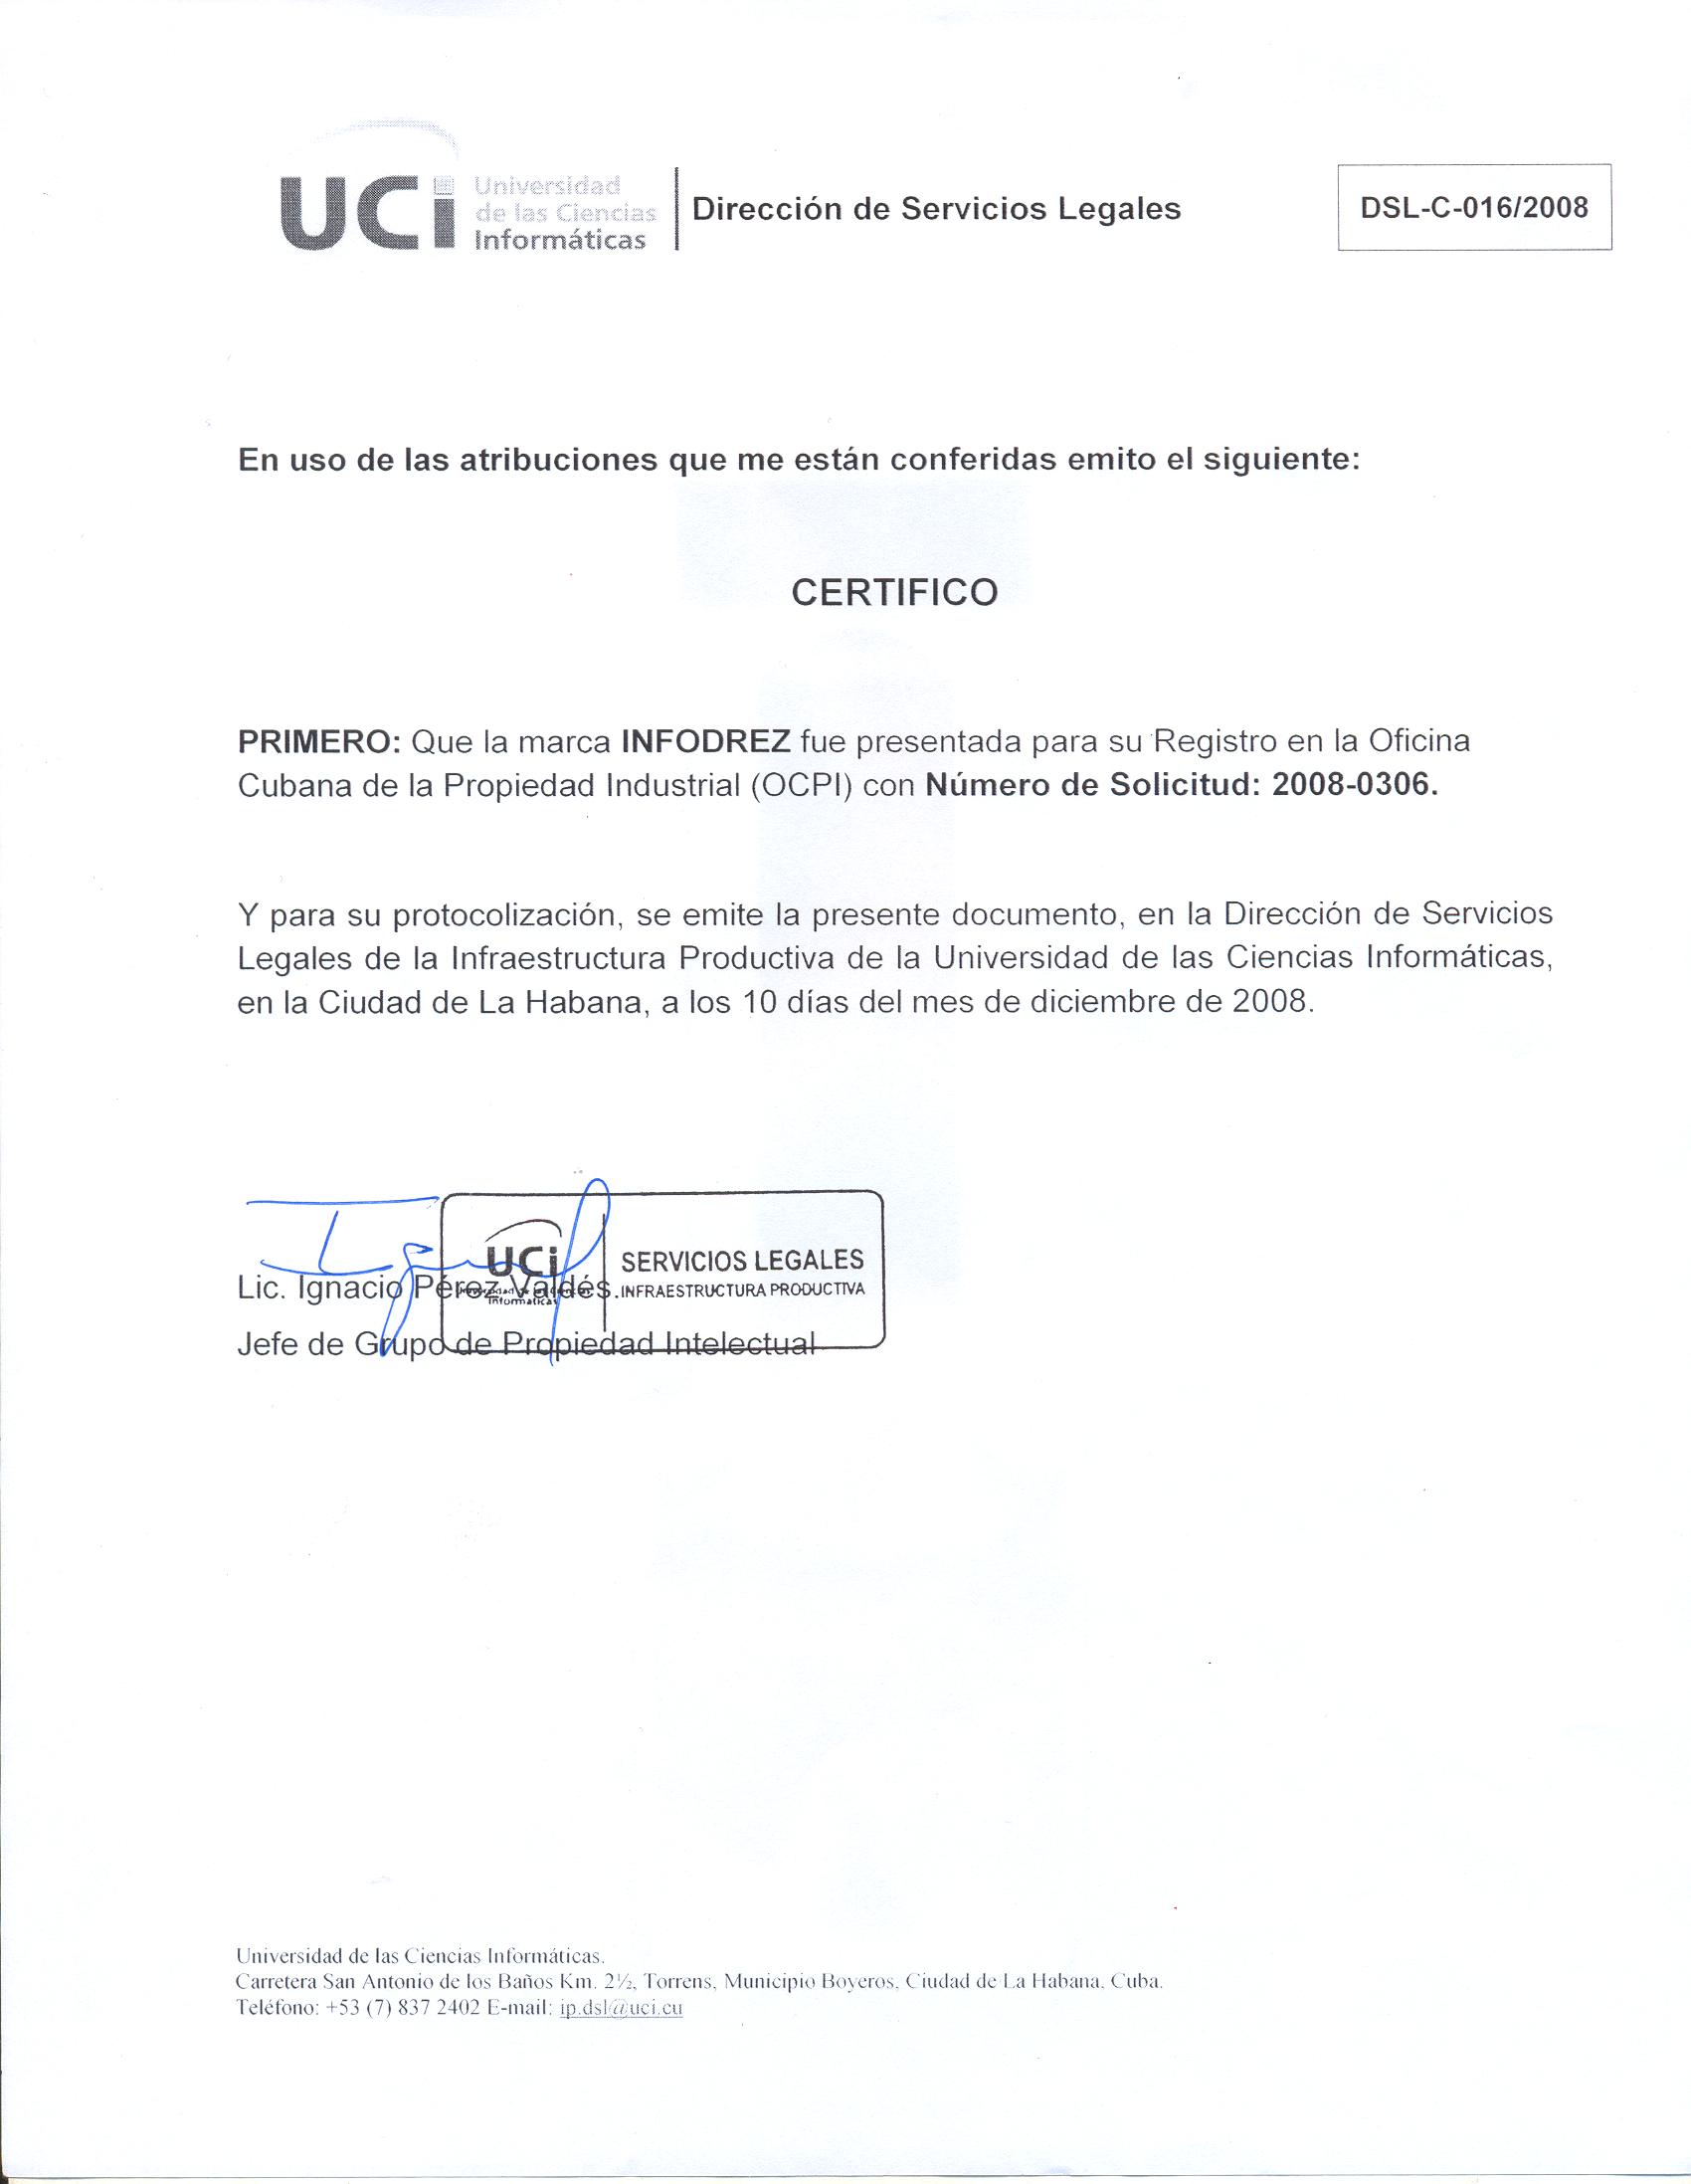 UCi Universidad
de las Ciencias
Informáticas
Dirección de Servicios Legales
DSL-C-016/2008
En uso de las atribuciones que me están conferidas emito el siguiente:
CERTIFICO
PRIMERO: Que la marca INFODREZ fue presentada para su Registro en la Oficina
Cubana de la Propiedad Industrial (OCPI) con Número de Solicitud: 2008-0306.
Y para su protocolización, se emite la presente documento, en la Dirección de Servicios
Legales de la Infraestructura Productiva de la Universidad de las Ciencias Informáticas,
en la Ciudad de La Habana, a los 10 días del mes de diciembre de 2008.
UCi
Informáticas
SERVICIOS LEGALES
INFRAESTRUCTURA PRODUCTIVA
Lic. Ignacio Pérez Valdés.
Jefe de Grupo de Propiedad Intelectual
Universidad de las Ciencias Informáticas.
Carretera San Antonio de los Baños Km. 2½, Torrens, Municipio Boyeros, Ciudad de La Habana, Cuba.
Teléfono: +53 (7) 837 2402 E-mail: ip.dsl@uci.cu